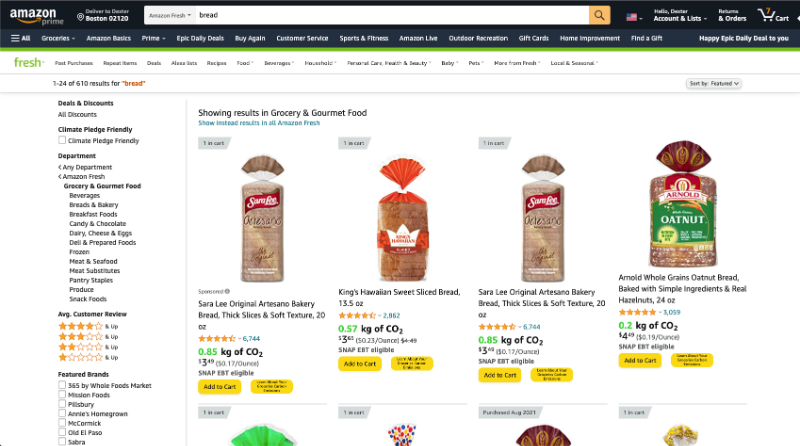 amazon
prime
Deliver to Dexter
Boston 02120
Amazon Fresh
bread
Hello, Dexter
Account & Lists
Returns
& Orders
7
Cart
All
Groceries
Amazon Basics
Prime
Epic Daily Deals
Buy Again
Customer Service
Sports & Fitness
Amazon Live
Outdoor Recreation
Gift Cards
Home Improvement
Find a Gift
Happy Epic Daily Deal to you
fresh
Past Purchases
Repeat Items
Deals
Alexa lists
Recipes
Food
Beverages
Household
Personal Care, Health & Beauty
Baby
Pets
More from Fresh
Local & Seasonal
1-24 of 610 results for "bread"
Sort by: Featured
Deals & Discounts
All Discounts
Climate Pledge Friendly
Climate Pledge Friendly
Department
Any Department
Amazon Fresh
Grocery & Gourmet Food
Beverages
Breads & Bakery
Breakfast Foods
Candy & Chocolate
Dairy, Cheese & Eggs
Deli & Prepared Foods
Frozen
Meat & Seafood
Meat Substitutes
Pantry Staples
Produce
Snack Foods
Avg. Customer Review
& Up
& Up
& Up
& Up
Featured Brands
365 by Whole Foods Market
Mission Foods
Pillsbury
Annie's Homegrown
McCormick
Old El Paso
Sabra
Showing results in Grocery & Gourmet Food
Show instead results in all Amazon Fresh
1 in cart
Sara Lee
Artesano
Sponsored
Sara Lee Original Artesano Bakery
Bread, Thick Slices & Soft Texture, 20
oz
6,744
0.85 kg of CO2
$3.49 ($0.17/Ounce)
SNAP EBT eligible
Add to Cart
Learn About Your
Groceries Carbon
Emissions
1 in cart
KING'S
HAWAIIAN
King's Hawaiian Sweet Sliced Bread,
13.5 oz
2,862
0.57 kg of CO2
$3.65 ($0.23/Ounce) $4.49
SNAP EBT eligible
Add to Cart
Learn About Your
Groceries Carbon
Emissions
1 in cart
Sara Lee
Artesano
Sara Lee Original Artesano Bakery
Bread, Thick Slices & Soft Texture, 20
oz
6,744
0.85 kg of CO2
$3.49 ($0.17/Ounce)
SNAP EBT eligible
Add to Cart
Learn About Your
Groceries Carbon
Emissions
ARNOLD
OATNUT
Arnold Whole Grains Oatnut Bread,
Baked with Simple Ingredients & Real
Hazelnuts, 24 oz
3,059
0.2 kg of CO2
$4.49 ($0.19/Ounce)
SNAP EBT eligible
Add to Cart
Learn About Your
Groceries Carbon
Emissions
1 in cart
1 in cart
Purchased Aug 2021
1 in cart